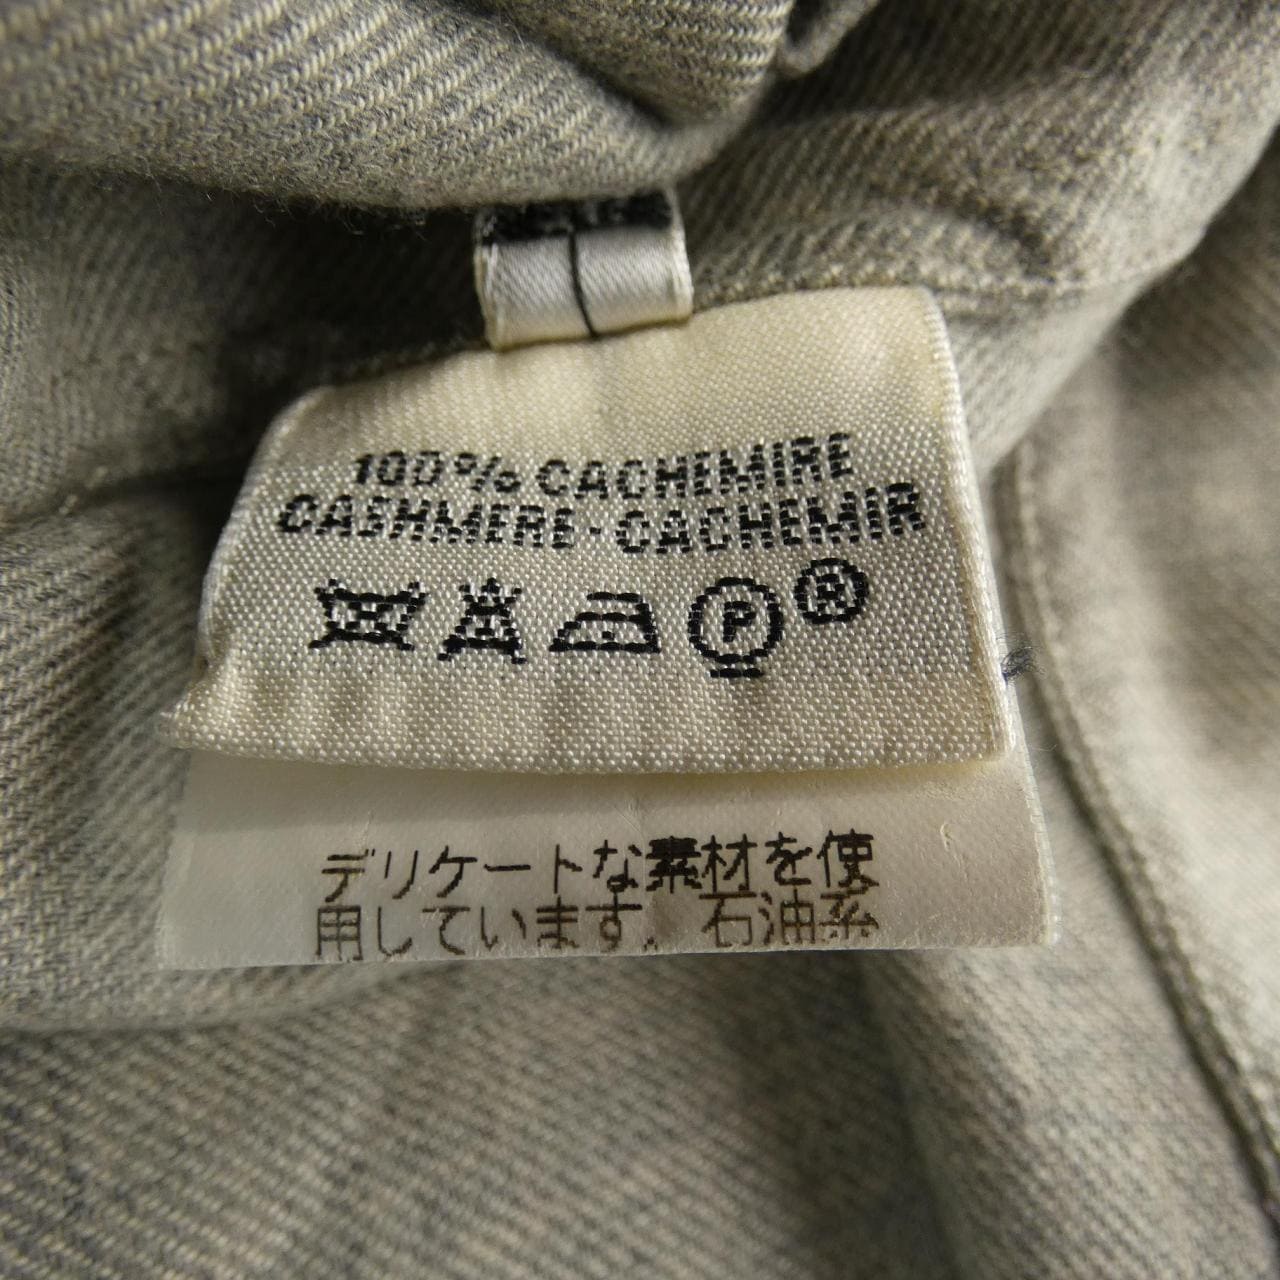 100% CACHEMIRE
CASHMERE·CACHEMIR
P ®
デリケートな素材を使
用しています。石油系